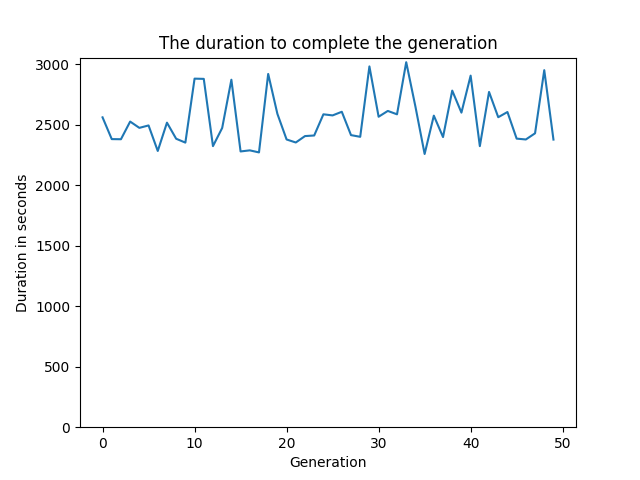 The duration to complete the generation
3000
2500
2000
1500
1000
500
0
Duration in seconds
0 10 20 30 40 50
Generation